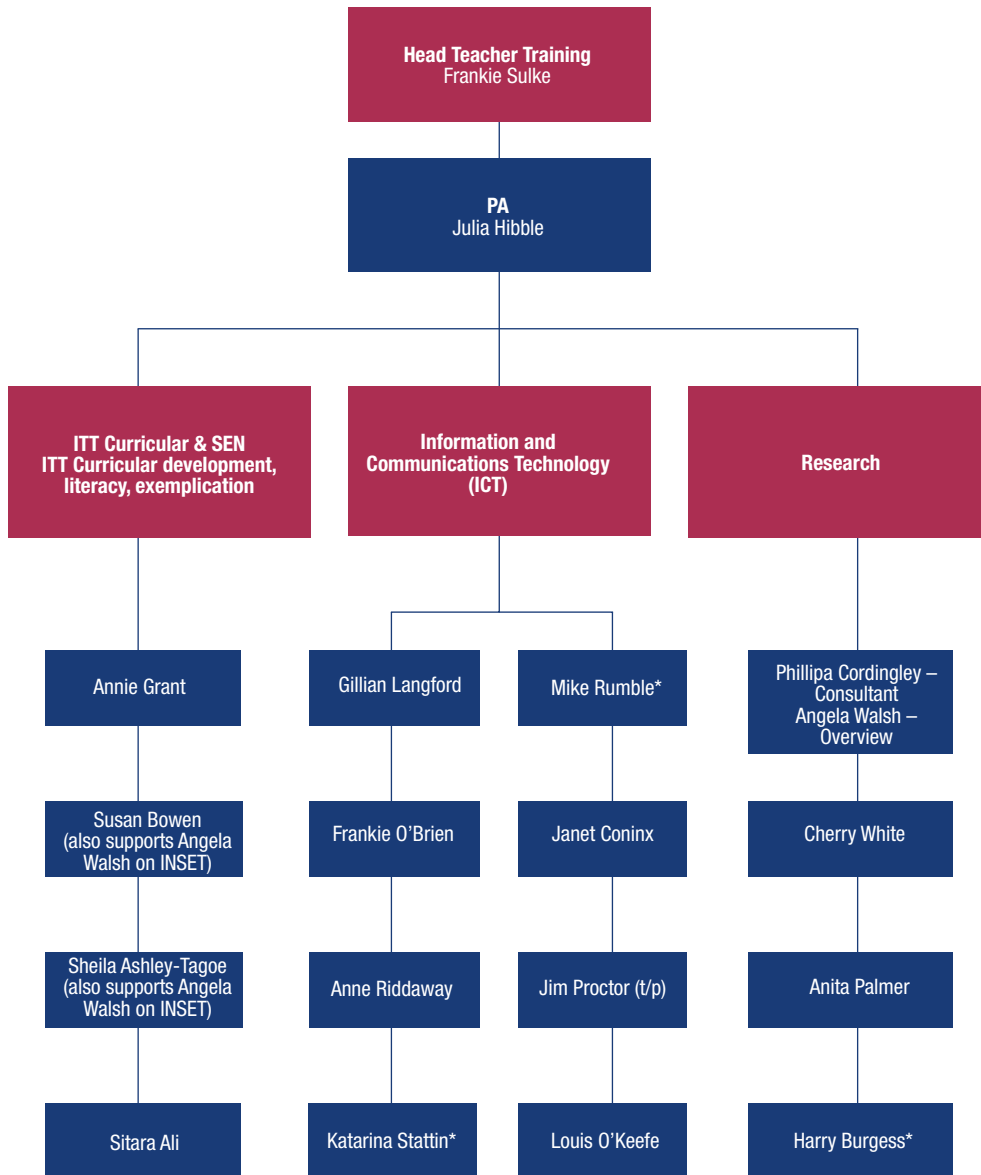 Head Teacher Training
Frankie Sulke
PA
Julia Hibble
ITT Curricular & SEN
ITT Curricular development,
literacy, exemplication
Information and
Communications Technology
(ICT)
Research
Annie Grant
Gillian Langford
Mike Rumble*
Phillipa Cordingley –
Consultant
Angela Walsh –
Overview
Susan Bowen
(also supports Angela
Walsh on INSET)
Frankie O’Brien
Janet Coninx
Cherry White
Sheila Ashley-Tagoe
(also supports Angela
Walsh on INSET)
Anne Riddaway
Jim Proctor (t/p)
Anita Palmer
Sitara Ali
Katarina Stattin*
Louis O’Keefe
Harry Burgess*